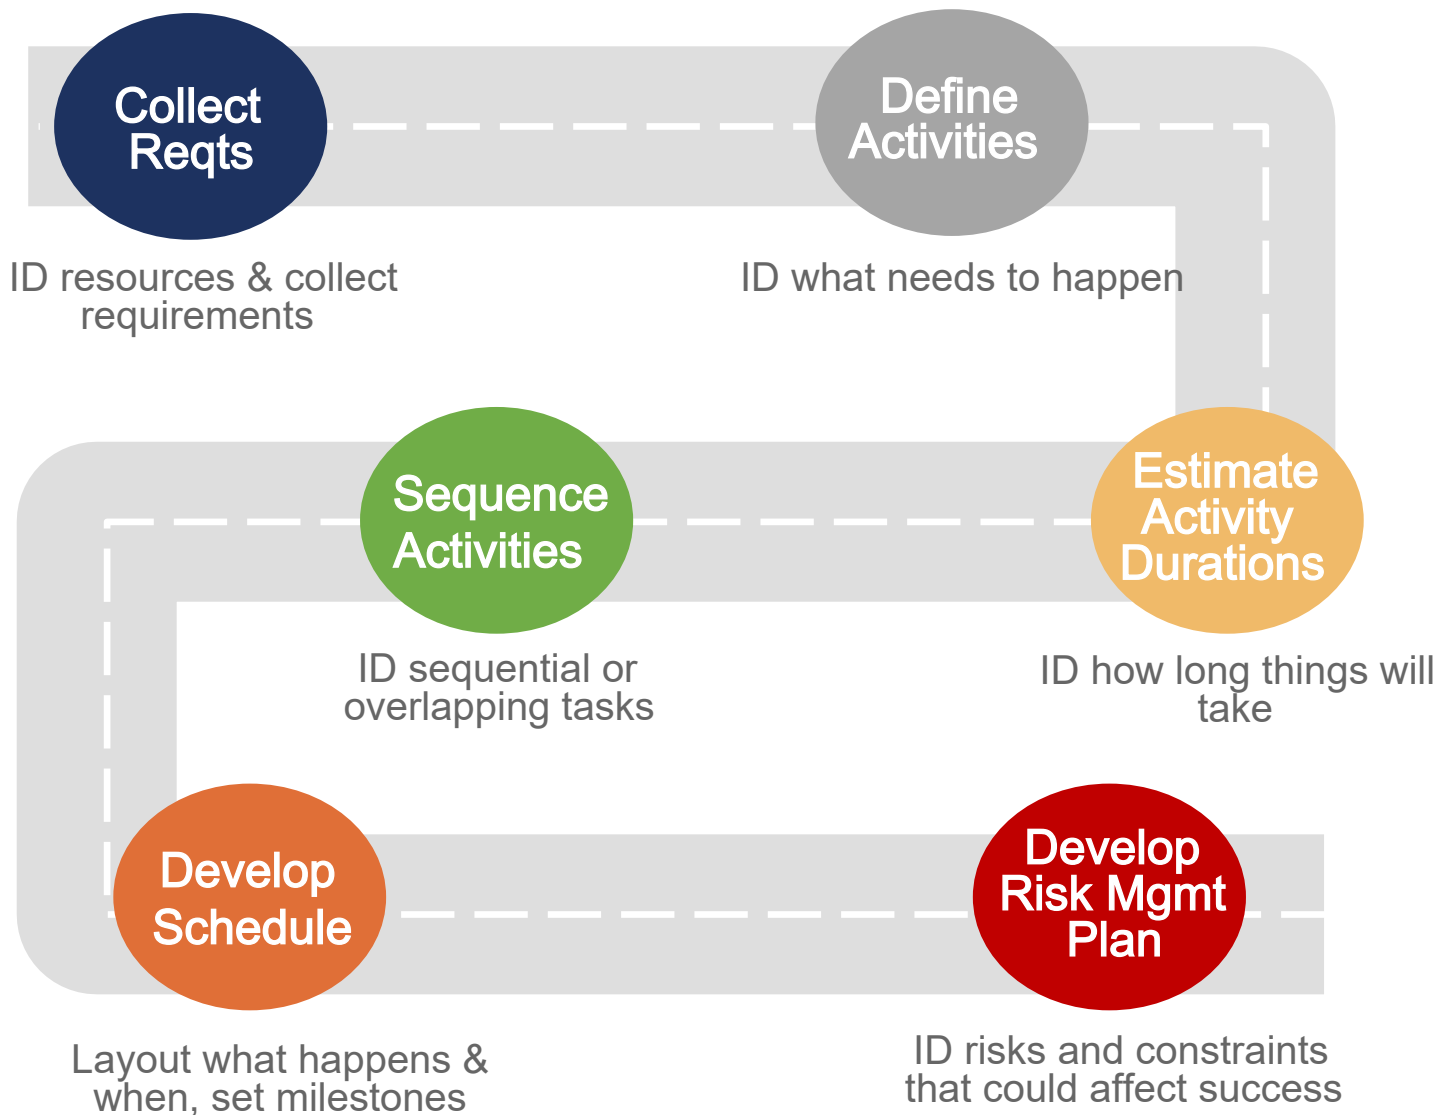 Collect
Reqts
ID resources & collect
requirements
Define
Activities
ID what needs to happen
Estimate
Activity
Durations
ID how long things will
take
Sequence
Activities
ID sequential or
overlapping tasks
Develop
Schedule
Layout what happens &
when, set milestones
Develop
Risk Mgmt
Plan
ID risks and constraints
that could affect success